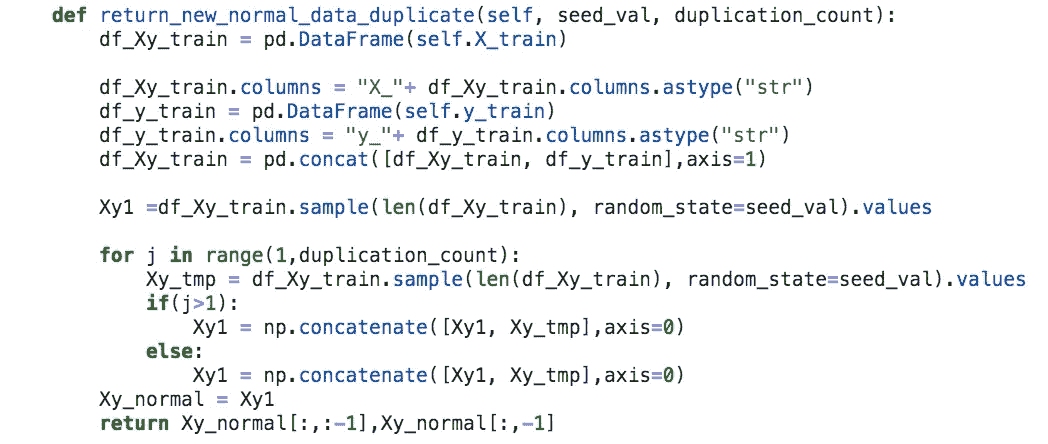 def return_new_normal_data_duplicate(self, seed_val, duplication_count):
    df_Xy_train = pd.DataFrame(self.X_train)
    df_Xy_train.columns = "X_"+ df_Xy_train.columns.astype("str")
    df_y_train = pd.DataFrame(self.y_train)
    df_y_train.columns = "y_"+ df_y_train.columns.astype("str")
    df_Xy_train = pd.concat([df_Xy_train, df_y_train],axis=1)
    Xy1 =df_Xy_train.sample(len(df_Xy_train), random_state=seed_val).values
    for j in range(1,duplication_count):
        Xy_tmp = df_Xy_train.sample(len(df_Xy_train), random_state=seed_val).values
        if(j>1):
            Xy1 = np.concatenate([Xy1, Xy_tmp],axis=0)
        else:
            Xy1 = np.concatenate([Xy1, Xy_tmp],axis=0)
    Xy_normal = Xy1
    return Xy_normal[:,:-1],Xy_normal[:,-1]